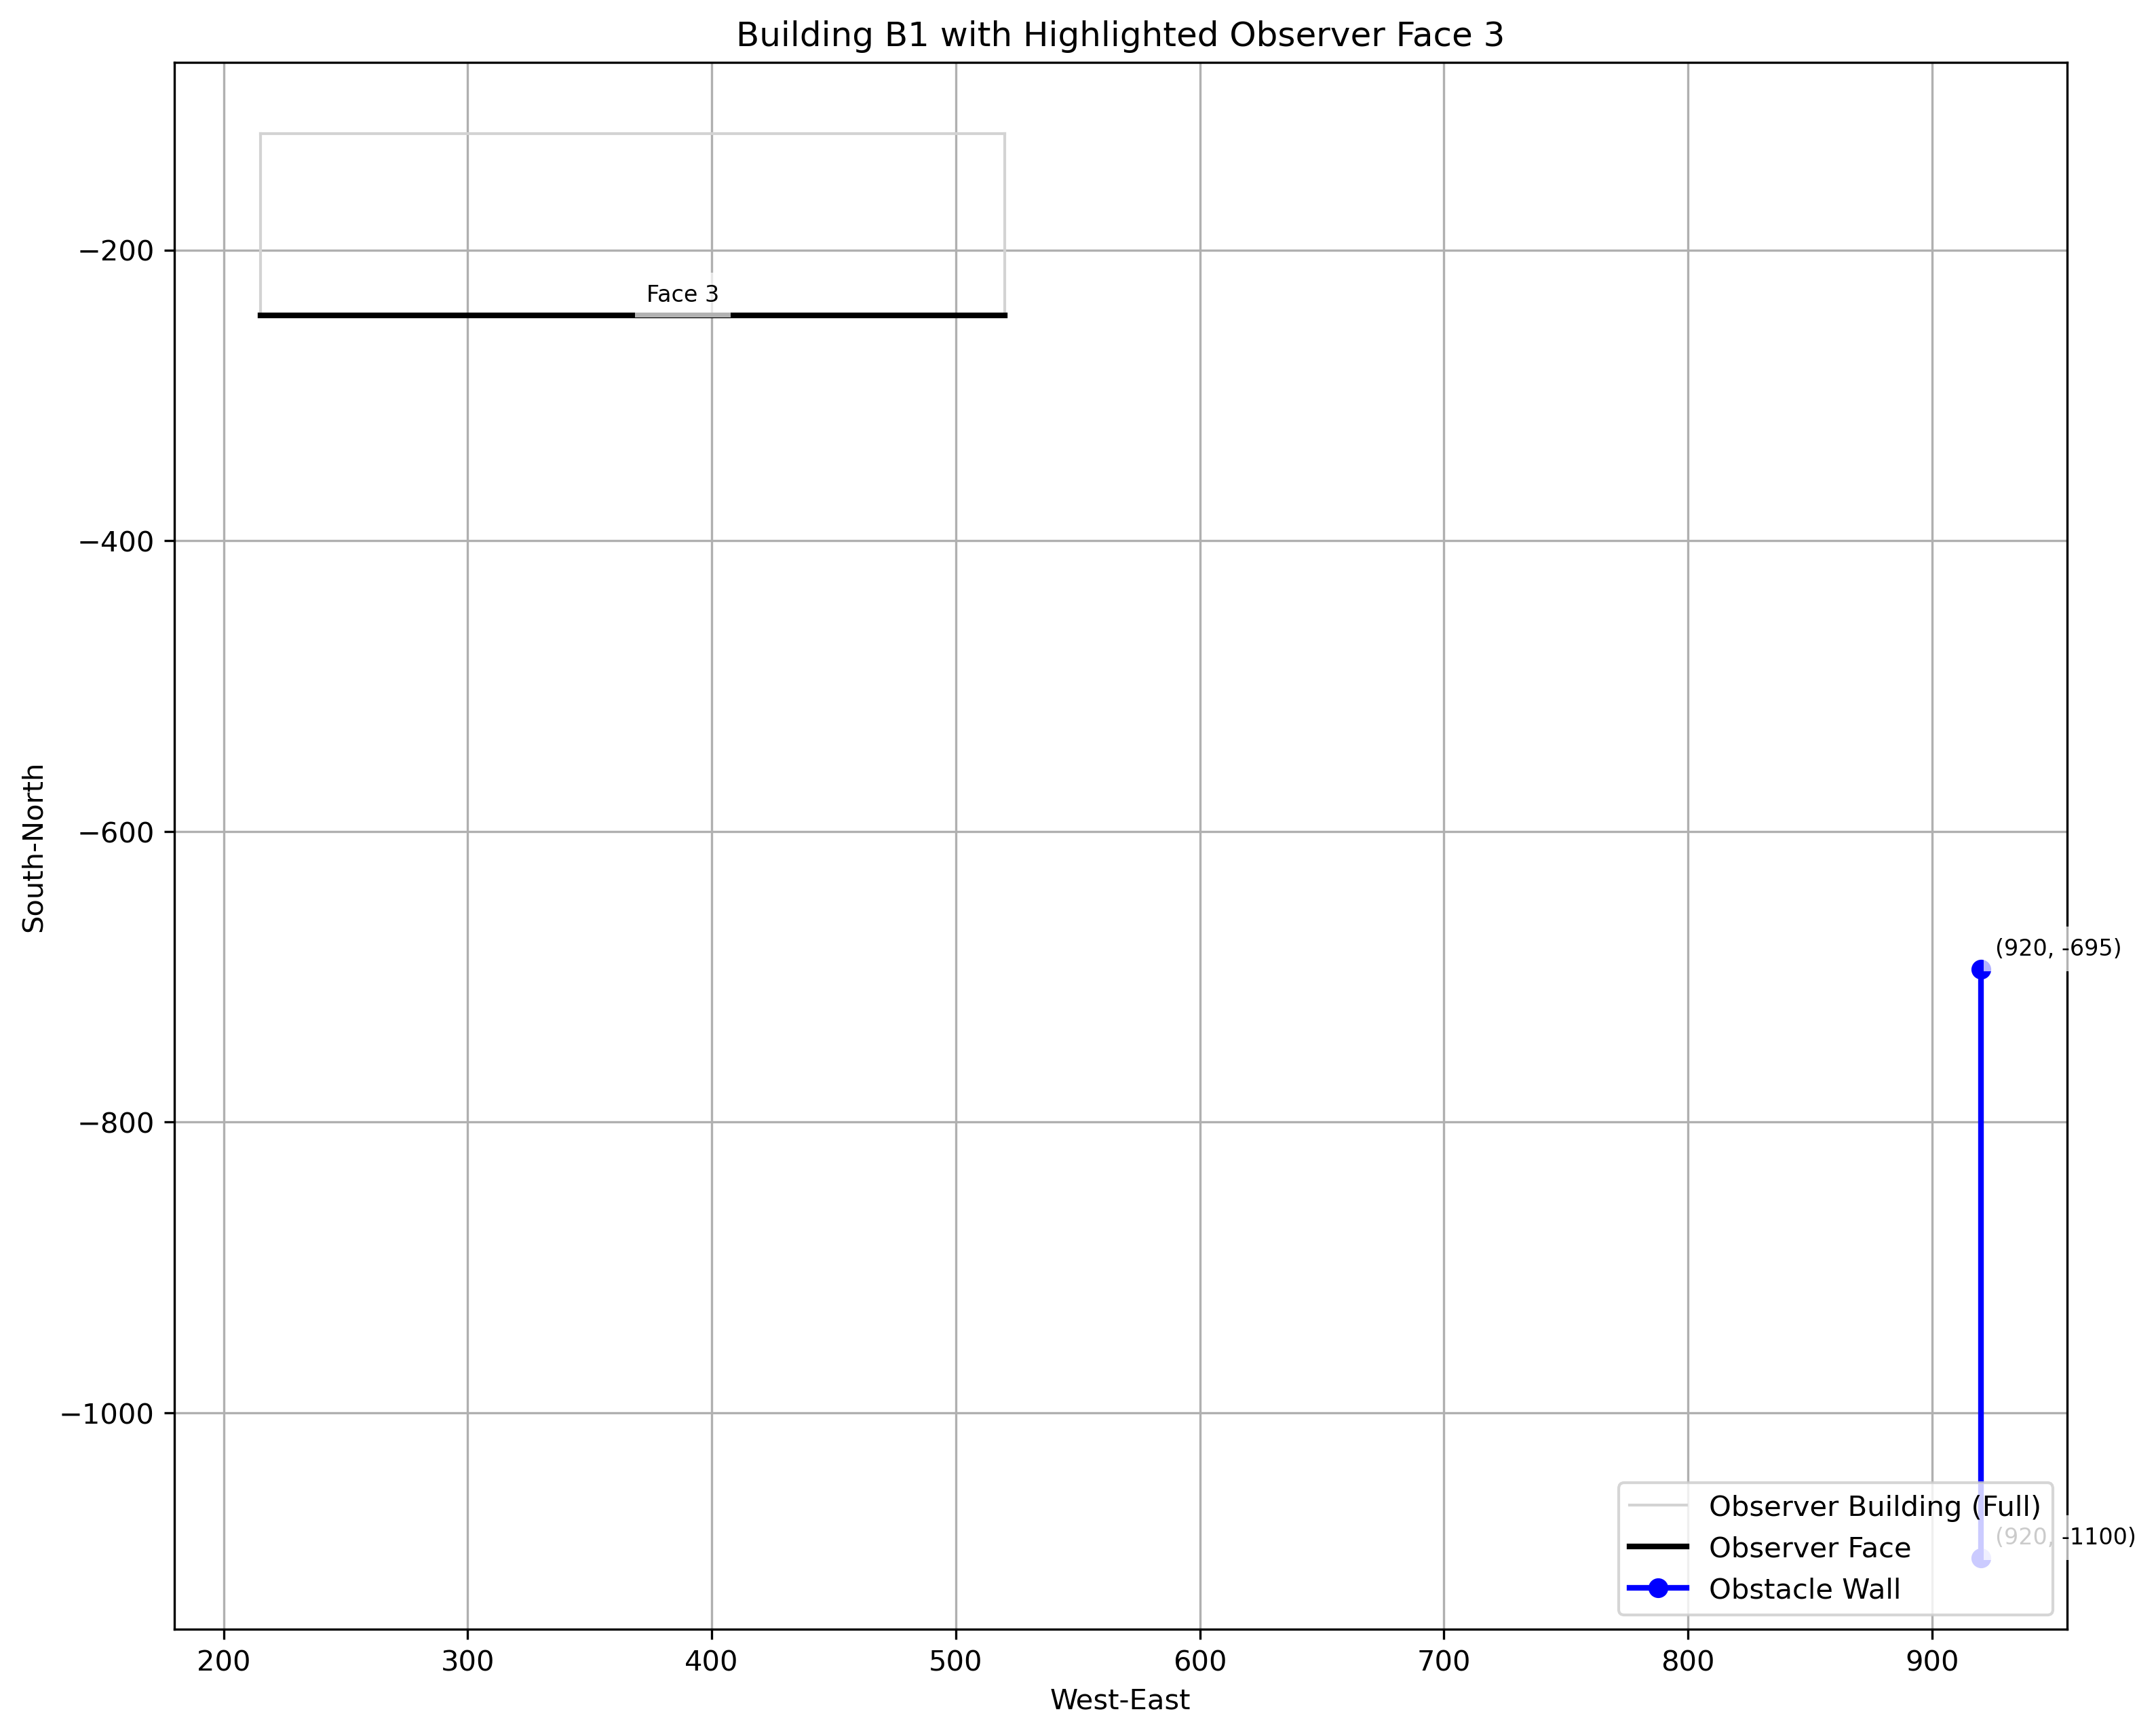 Building B1 with Highlighted Observer Face 3
−200
−400
−600
−800
−1000
South-North
Face 3
(920, -695)
(920, -1100)
Observer Building (Full)
Observer Face
Obstacle Wall
200
300
400
500
600
700
800
900
West-East